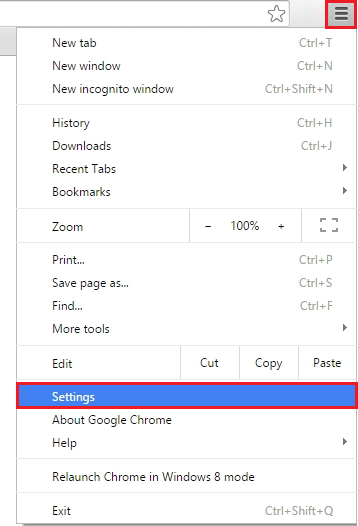 New tab Ctrl+T
New window Ctrl+N
New incognito window Ctrl+Shift+N
History Ctrl+H
Downloads Ctrl+J
Recent Tabs
Bookmarks
Zoom − 100% +
Print... Ctrl+P
Save page as... Ctrl+S
Find... Ctrl+F
More tools
Edit Cut Copy Paste
Settings
About Google Chrome
Help
Relaunch Chrome in Windows 8 mode
Exit Ctrl+Shift+Q